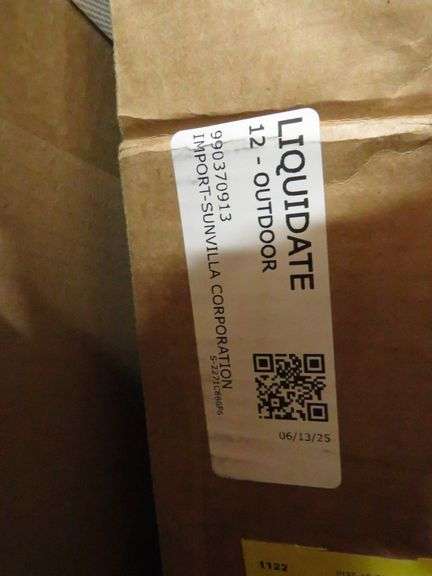 LIQUIDATE
12 - OUTDOOR
990370913
IMPORT-SUNVILLA CORPORATION
06/13/25
1122